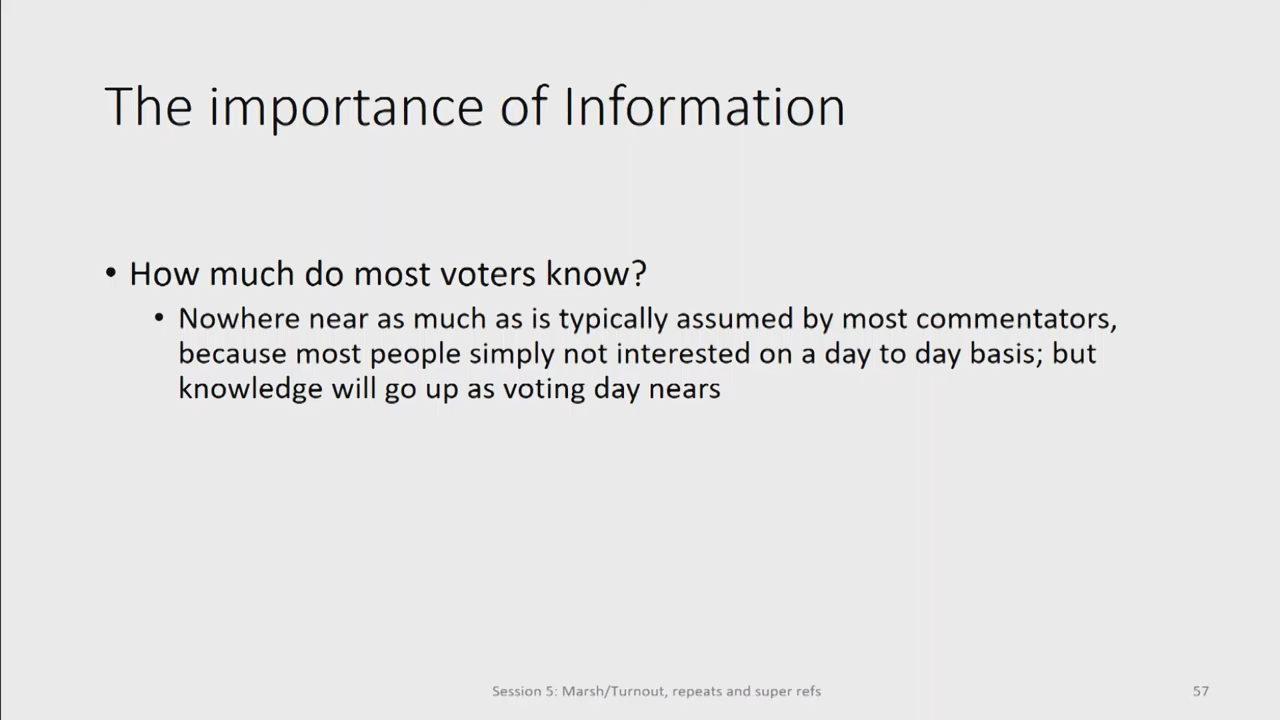 The importance of Information
• How much do most voters know?
• Nowhere near as much as is typically assumed by most commentators,
because most people simply not interested on a day to day basis; but
knowledge will go up as voting day nears
Session 5: Marsh/Turnout, repeats and super refs
57